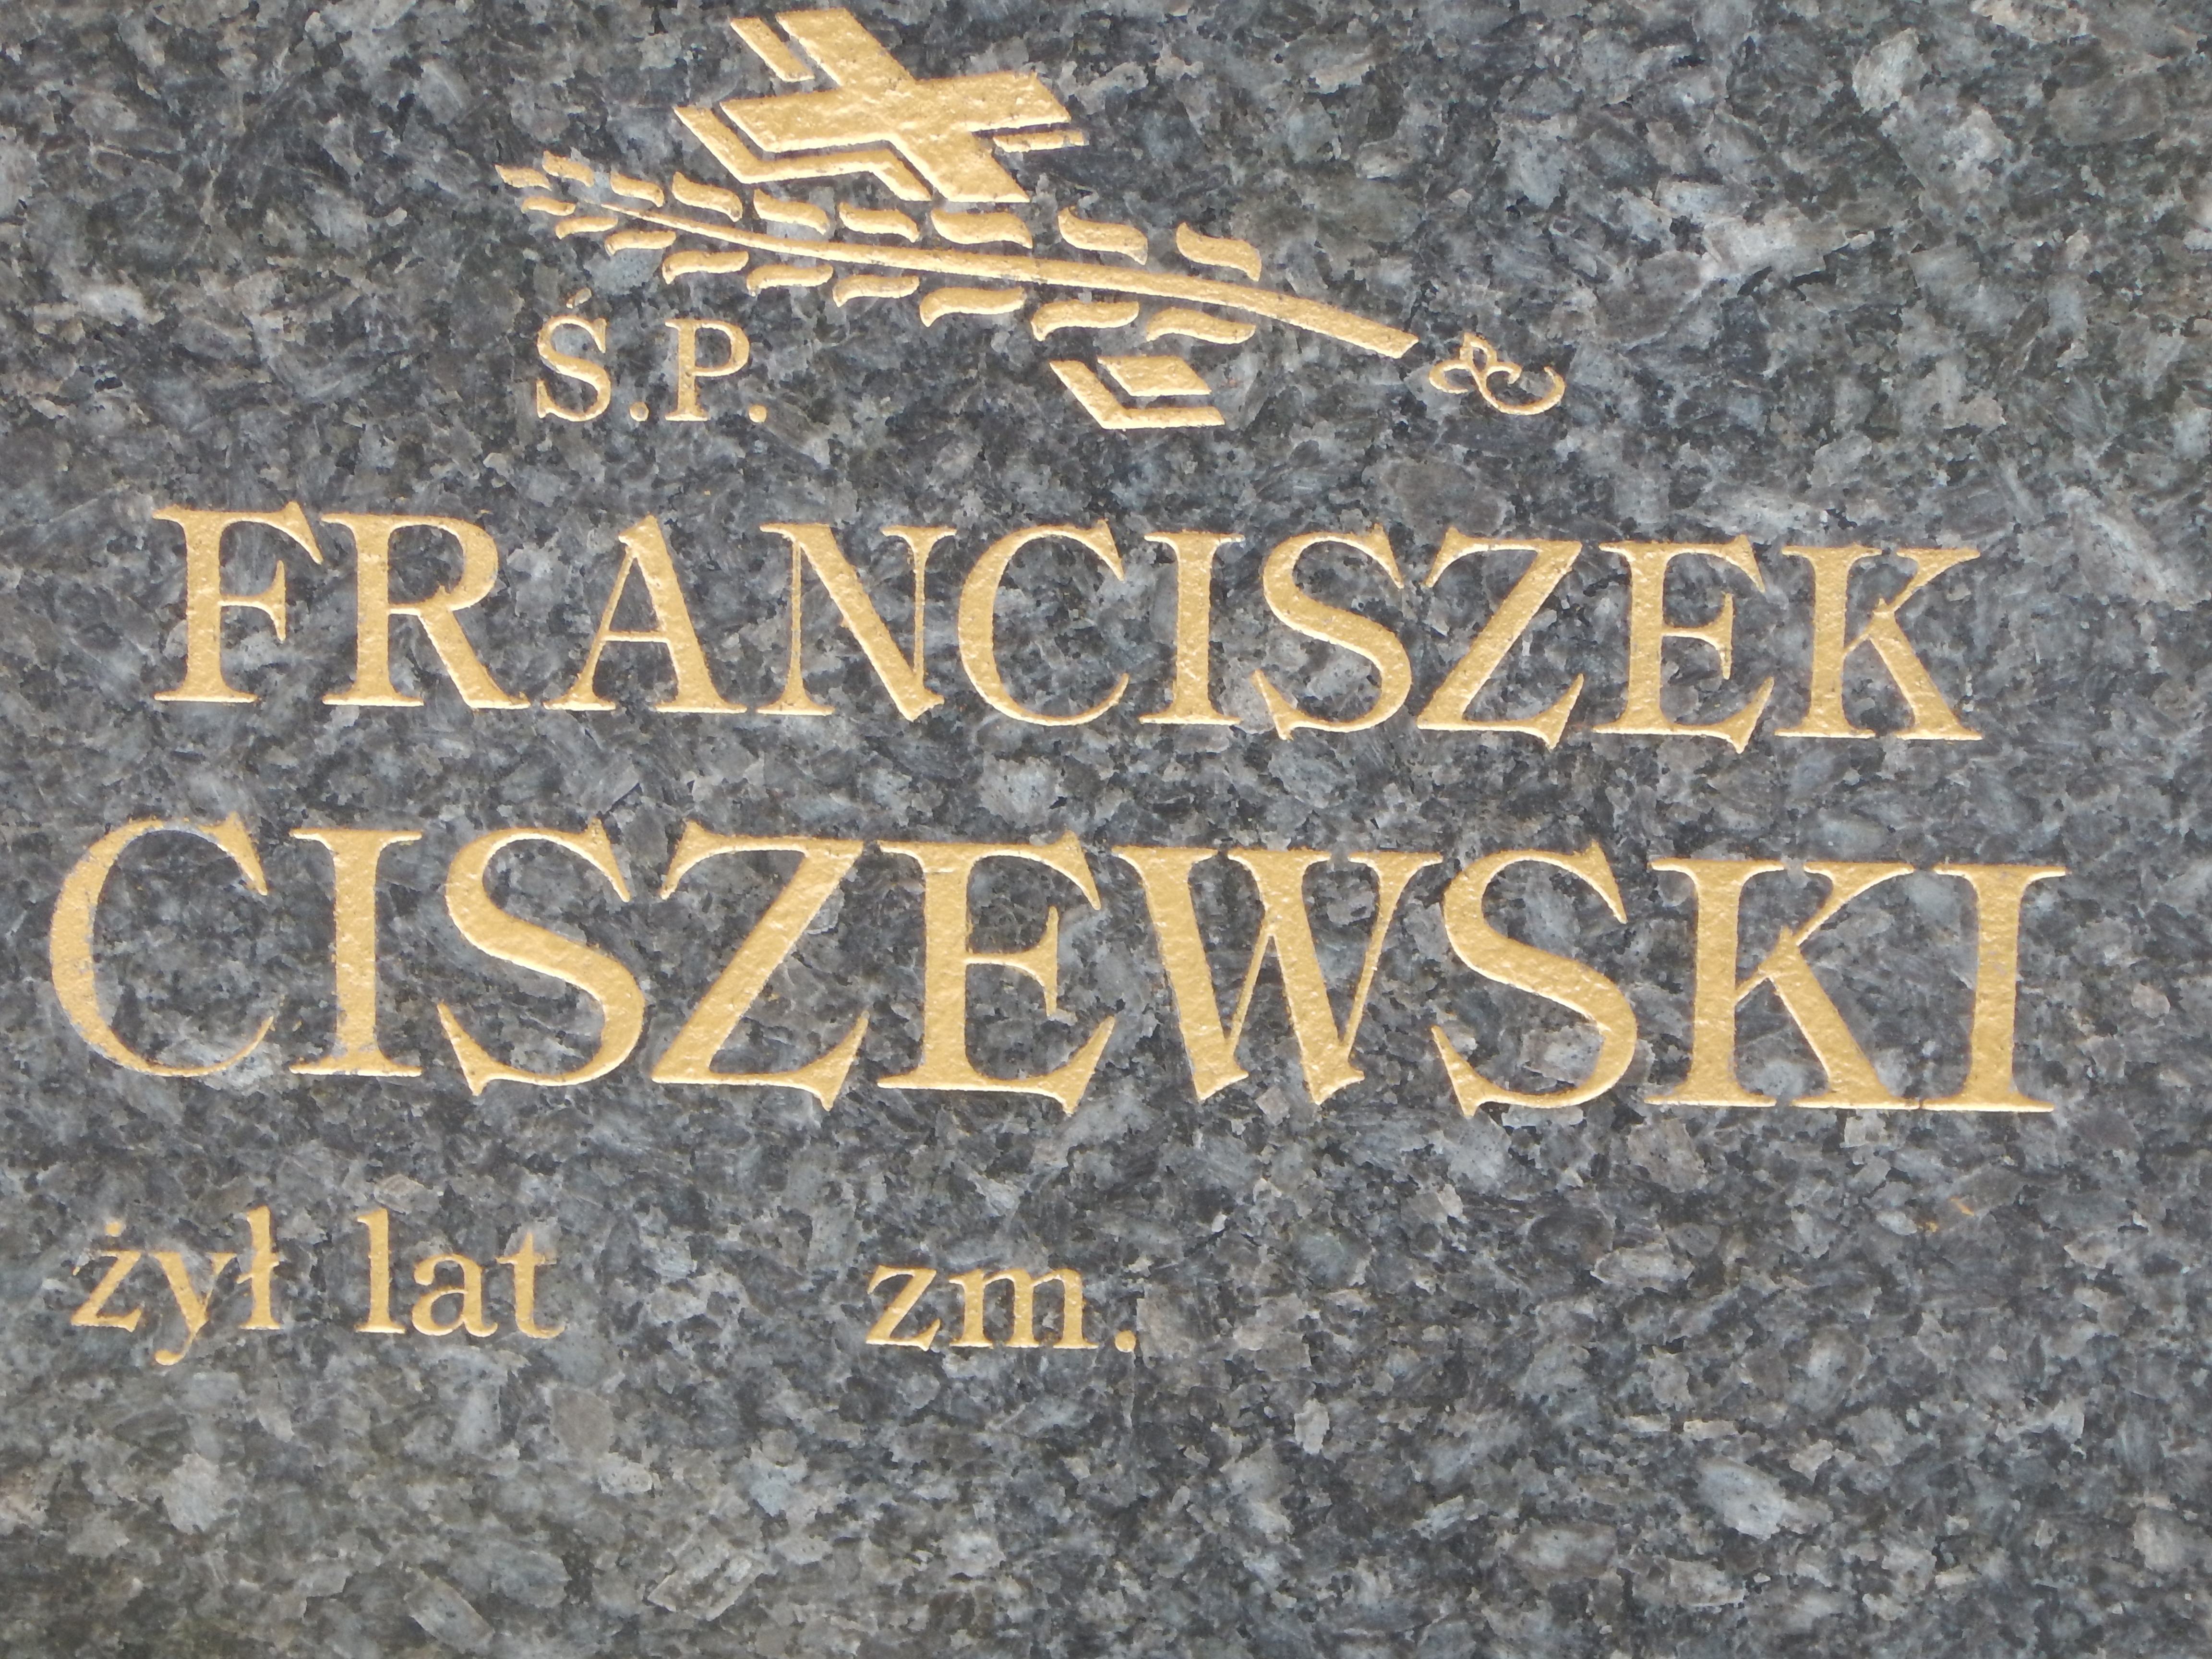 Ś.P.
FRANCISZEK
CISZEWSKI
żył lat zm.